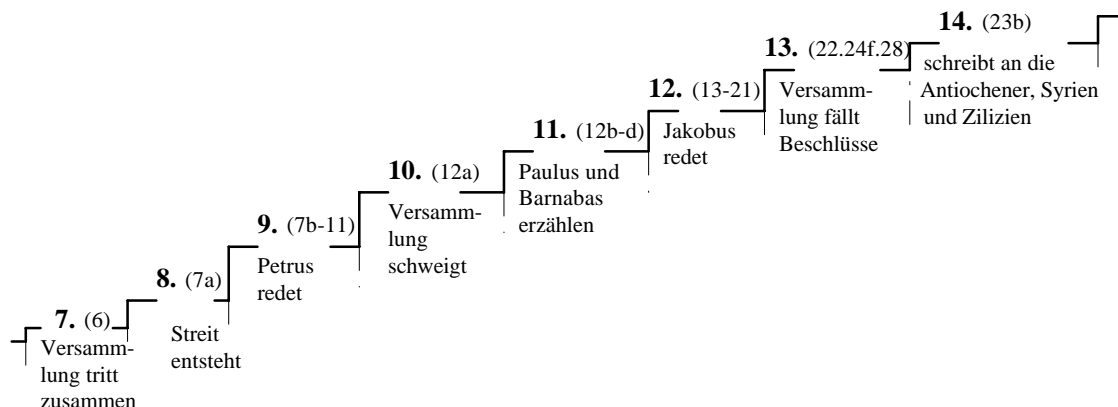 7. (6)
Versamm-
lung tritt
zusammen
8. (7a)
Streit
entsteht
9. (7b-11)
Petrus
redet
10. (12a)
Versamm-
lung
schweigt
11. (12b-d)
Paulus und
Barnabas
erzählen
12. (13-21)
Jakobus
redet
13. (22.24f.28)
Versamm-
lung fällt
Beschlüsse
14. (23b)
schreibt an die
Antiochener, Syrien
und Zilizien